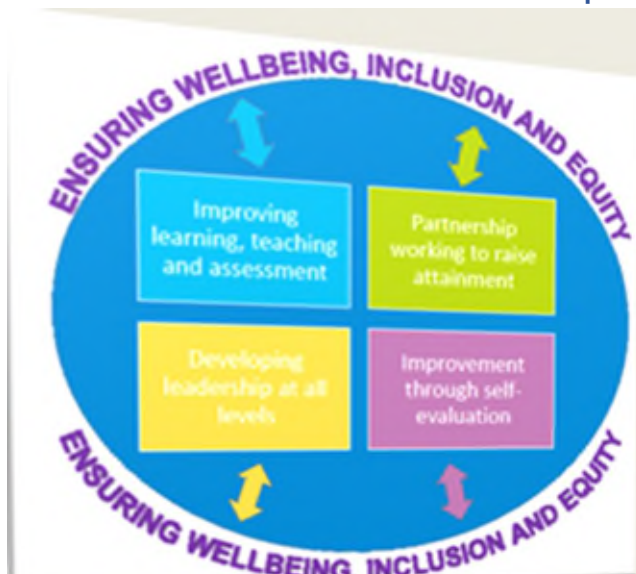 ENSURING WELLBEING, INCLUSION AND EQUITY
Improving
learning, teaching
and assessment
Partnership
working to raise
attainment
Developing
leadership at all
levels
Improvement
through self-
evaluation
ENSURING WELLBEING, INCLUSION AND EQUITY